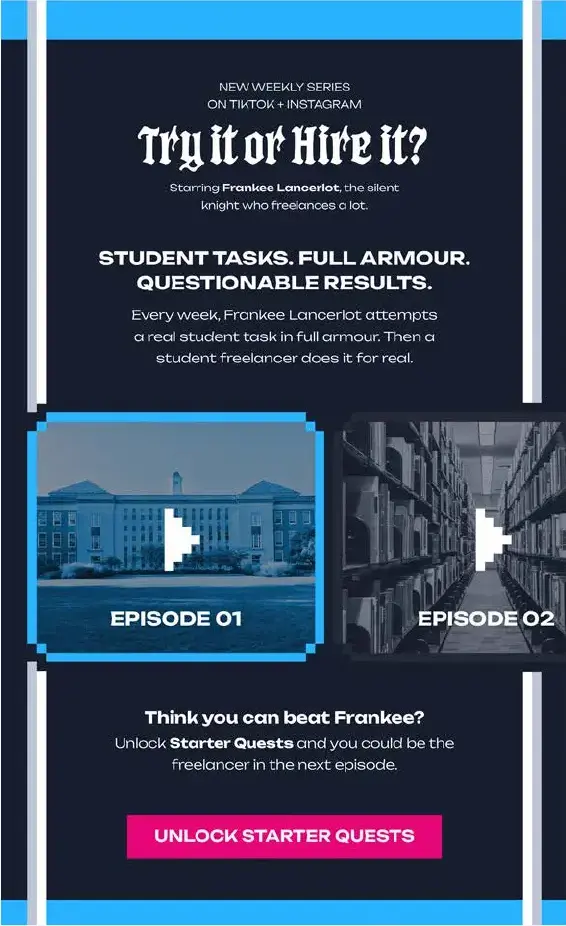 NEW WEEKLY SERIES
ON TIKTOK + INSTAGRAM
Try it or Hire it?
Starring Frankee Lancerlot, the silent
knight who freelances a lot.
STUDENT TASKS. FULL ARMOUR.
QUESTIONABLE RESULTS.
Every week, Frankee Lancerlot attempts
a real student task in full armour. Then a
student freelancer does it for real.
EPISODE 01
EPISODE 02
Think you can beat Frankee?
Unlock Starter Quests and you could be the
freelancer in the next episode.
UNLOCK STARTER QUESTS